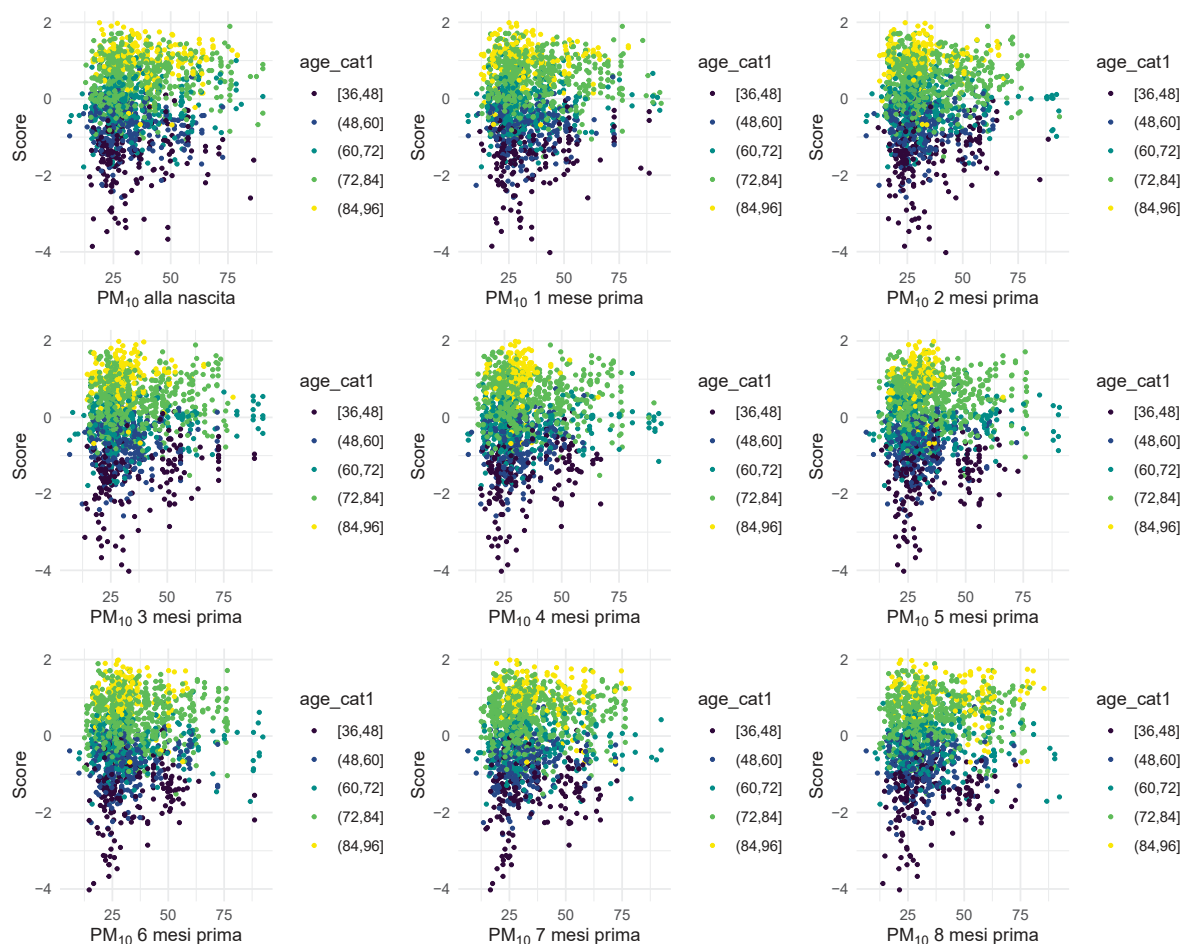 2
0
−2
−4
Score
25 50 75
PM₁₀ alla nascita
age_cat1
[36,48]
(48,60]
(60,72]
(72,84]
(84,96]
2
0
−2
−4
Score
25 50 75
PM₁₀ 1 mese prima
age_cat1
[36,48]
(48,60]
(60,72]
(72,84]
(84,96]
2
0
−2
−4
Score
25 50 75
PM₁₀ 2 mesi prima
age_cat1
[36,48]
(48,60]
(60,72]
(72,84]
(84,96]
2
0
−2
−4
Score
25 50 75
PM₁₀ 3 mesi prima
age_cat1
[36,48]
(48,60]
(60,72]
(72,84]
(84,96]
2
0
−2
−4
Score
25 50 75
PM₁₀ 4 mesi prima
age_cat1
[36,48]
(48,60]
(60,72]
(72,84]
(84,96]
2
0
−2
−4
Score
25 50 75
PM₁₀ 5 mesi prima
age_cat1
[36,48]
(48,60]
(60,72]
(72,84]
(84,96]
2
0
−2
−4
Score
25 50 75
PM₁₀ 6 mesi prima
age_cat1
[36,48]
(48,60]
(60,72]
(72,84]
(84,96]
2
0
−2
−4
Score
25 50 75
PM₁₀ 7 mesi prima
age_cat1
[36,48]
(48,60]
(60,72]
(72,84]
(84,96]
2
0
−2
−4
Score
25 50 75
PM₁₀ 8 mesi prima
age_cat1
[36,48]
(48,60]
(60,72]
(72,84]
(84,96]